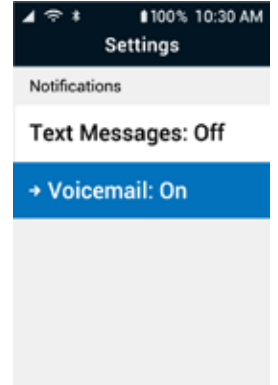 100% 10:30 AM
Settings
Notifications
Text Messages: Off
→ Voicemail: On